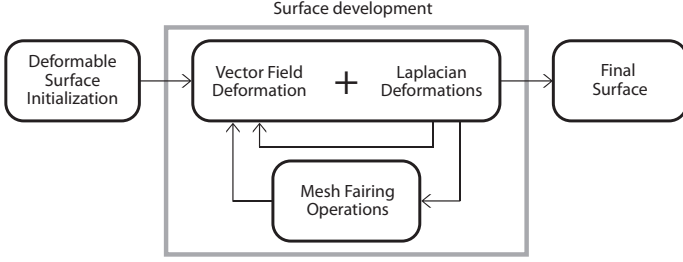 Surface development
Deformable
Surface
Initialization
Vector Field
Deformation
+
Laplacian
Deformations
Final
Surface
Mesh Fairing
Operations